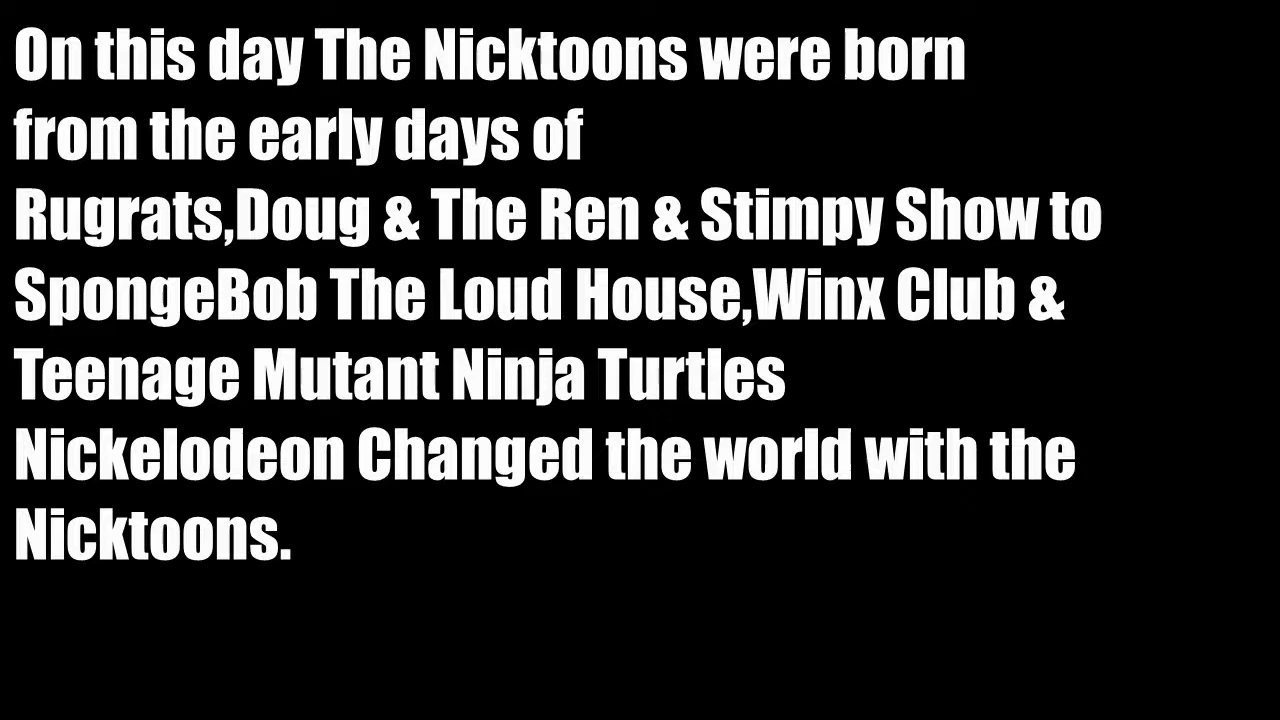 On this day The Nicktoons were born
from the early days of
Rugrats,Doug & The Ren & Stimpy Show to
SpongeBob The Loud House,Winx Club &
Teenage Mutant Ninja Turtles
Nickelodeon Changed the world with the
Nicktoons.